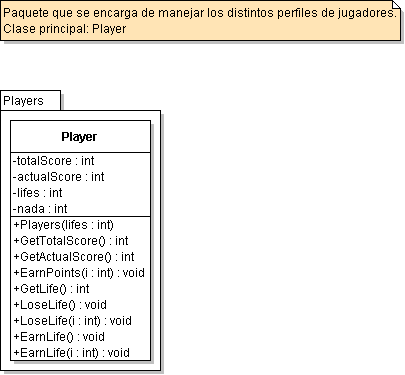 Paquete que se encarga de manejar los distintos perfiles de jugadores.
Clase principal: Player
Players
Player
-totalScore : int
-actualScore : int
-lifes : int
-nada : int
+Players(lifes : int)
+GetTotalScore() : int
+GetActualScore() : int
+EarnPoints(i : int) : void
+GetLife() : int
+LoseLife() : void
+LoseLife(i : int) : void
+EarnLife() : void
+EarnLife(i : int) : void